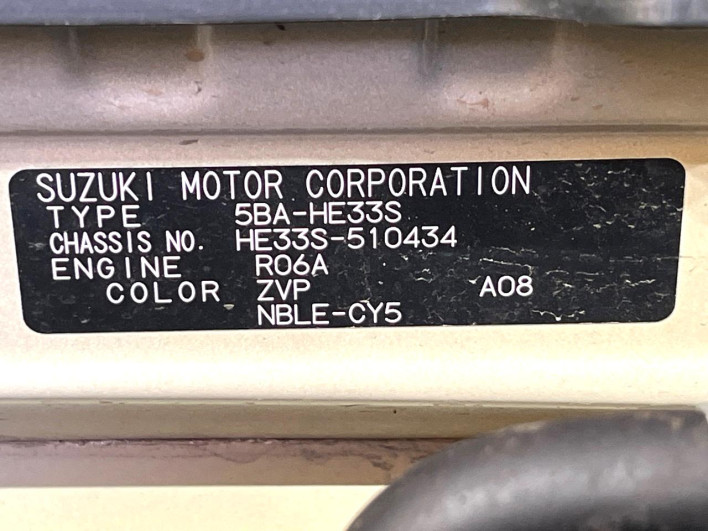 SUZUKI MOTOR CORPORATION
TYPE 5BA-HE33S
CHASSIS NO. HE33S-510434
ENGINE R06A
COLOR ZVP A08
NBLE-CY5